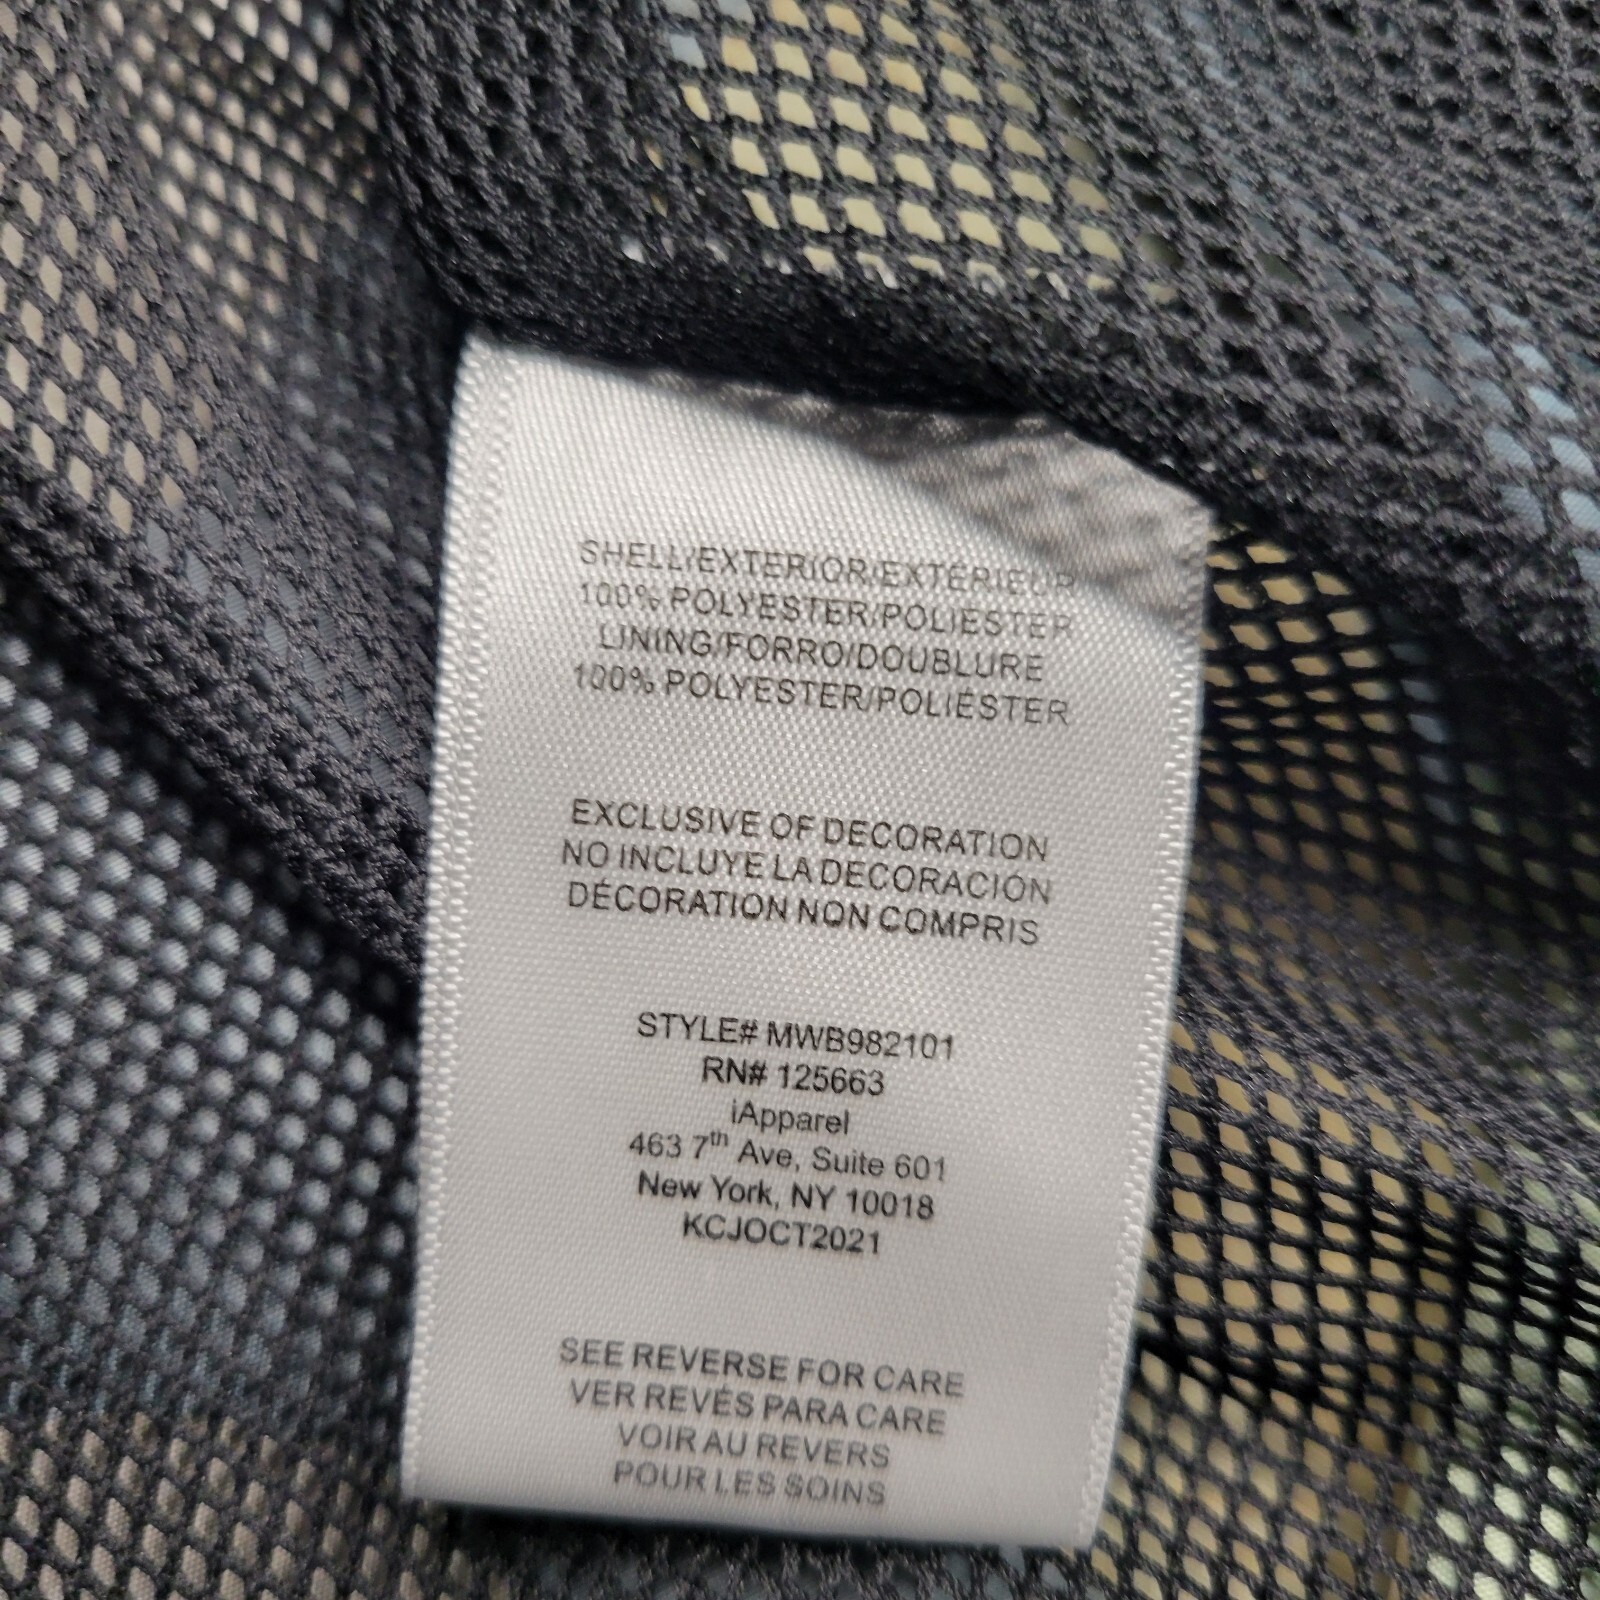 SHELL/EXTERIOR/EXTÉRIEUR
100% POLYESTER/POLIESTER
LINING/FORRO/DOUBLURE
100% POLYESTER/POLIÉSTER
EXCLUSIVE OF DECORATION
NO INCLUYE LA DECORACIÓN
DÉCORATION NON COMPRIS
STYLE# MWB982101
RN# 125663
iApparel
463 7th Ave, Suite 601
New York, NY 10018
KCJOCT2021
SEE REVERSE FOR CARE
VER REVÉS PARA CARE
VOIR AU REVERS
POUR LES SOINS